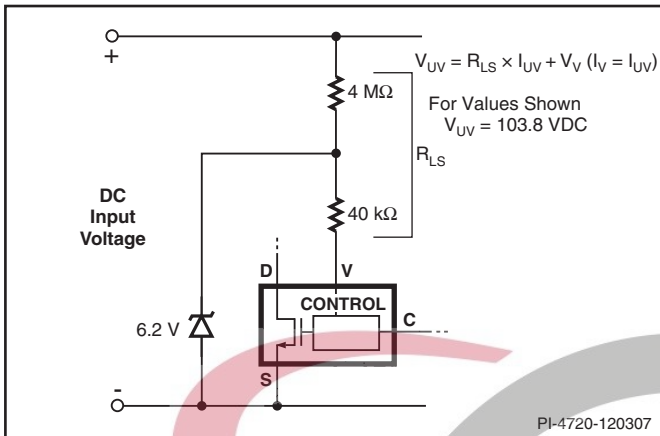 +
V_UV = R_LS × I_UV + V_V (I_V = I_UV)
4 MΩ
For Values Shown
V_UV = 103.8 VDC
R_LS
DC
Input
Voltage
40 kΩ
D
V
CONTROL
C
6.2 V
S
-
PI-4720-120307